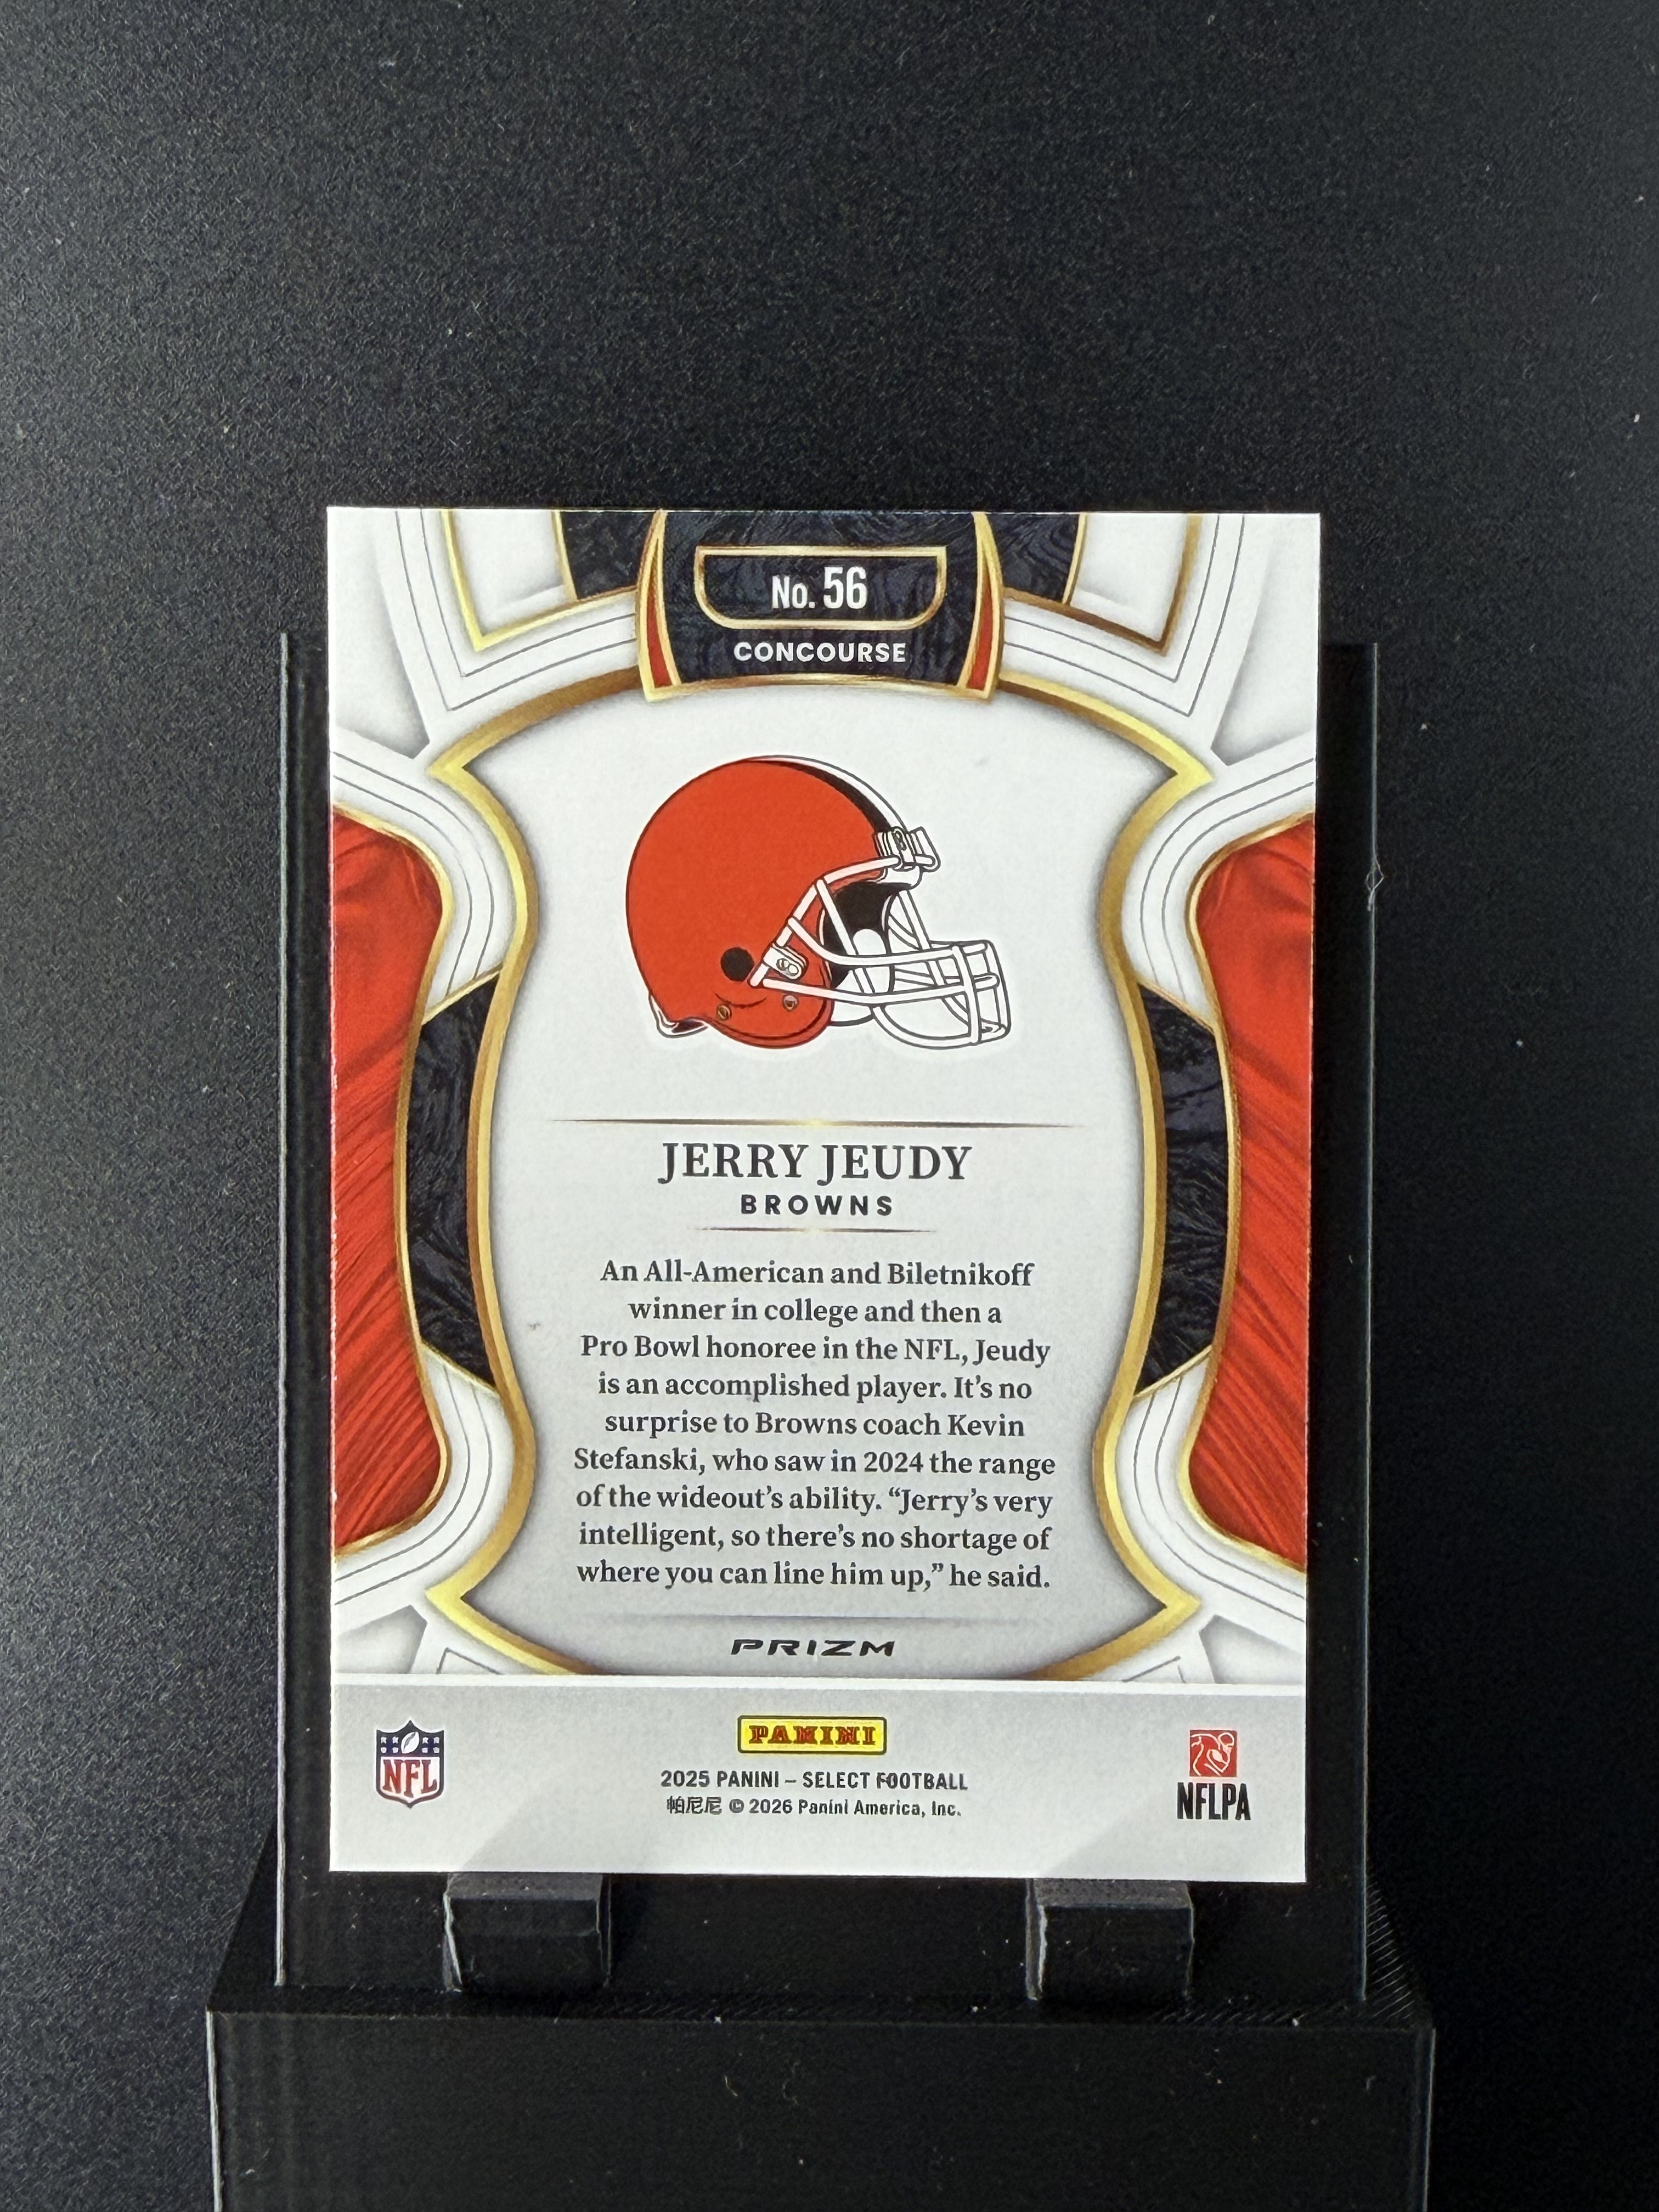 No. 56
CONCOURSE
JERRY JEUDY
BROWNS
An All-American and Biletnikoff
winner in college and then a
Pro Bowl honoree in the NFL, Jeudy
is an accomplished player. It's no
surprise to Browns coach Kevin
Stefanski, who saw in 2024 the range
of the wideout's ability. “Jerry's very
intelligent, so there's no shortage of
where you can line him up,” he said.
PRIZM
NFL
PANINI
2025 PANINI – SELECT FOOTBALL
帕尼尼 © 2026 Panini America, Inc.
NFLPA